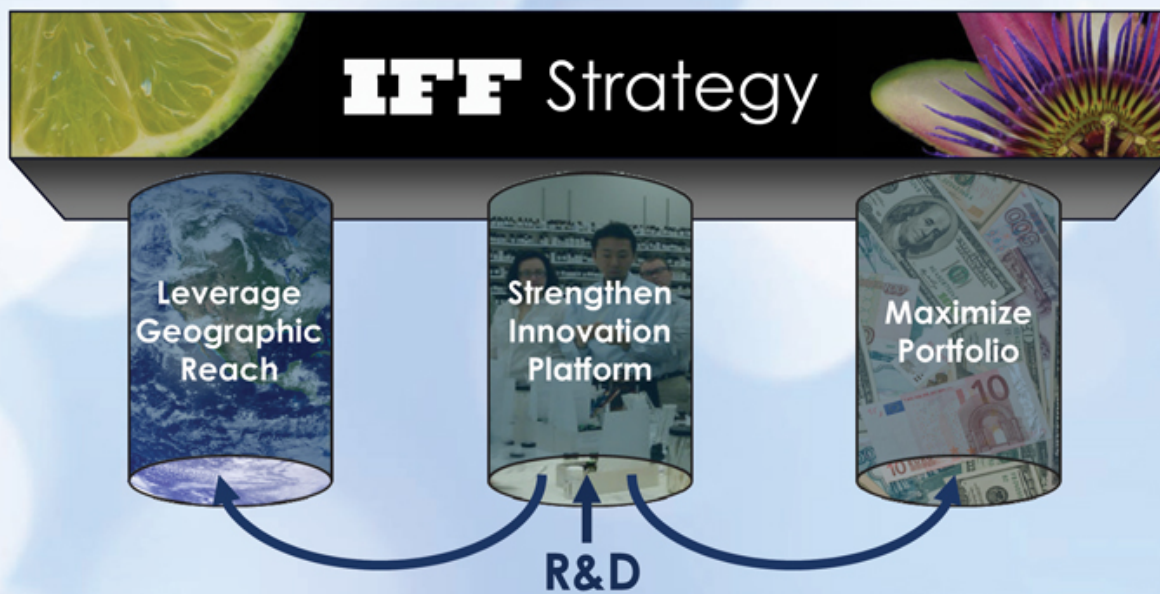 IFF Strategy
Leverage
Geographic
Reach
Strengthen
Innovation
Platform
Maximize
Portfolio
R&D